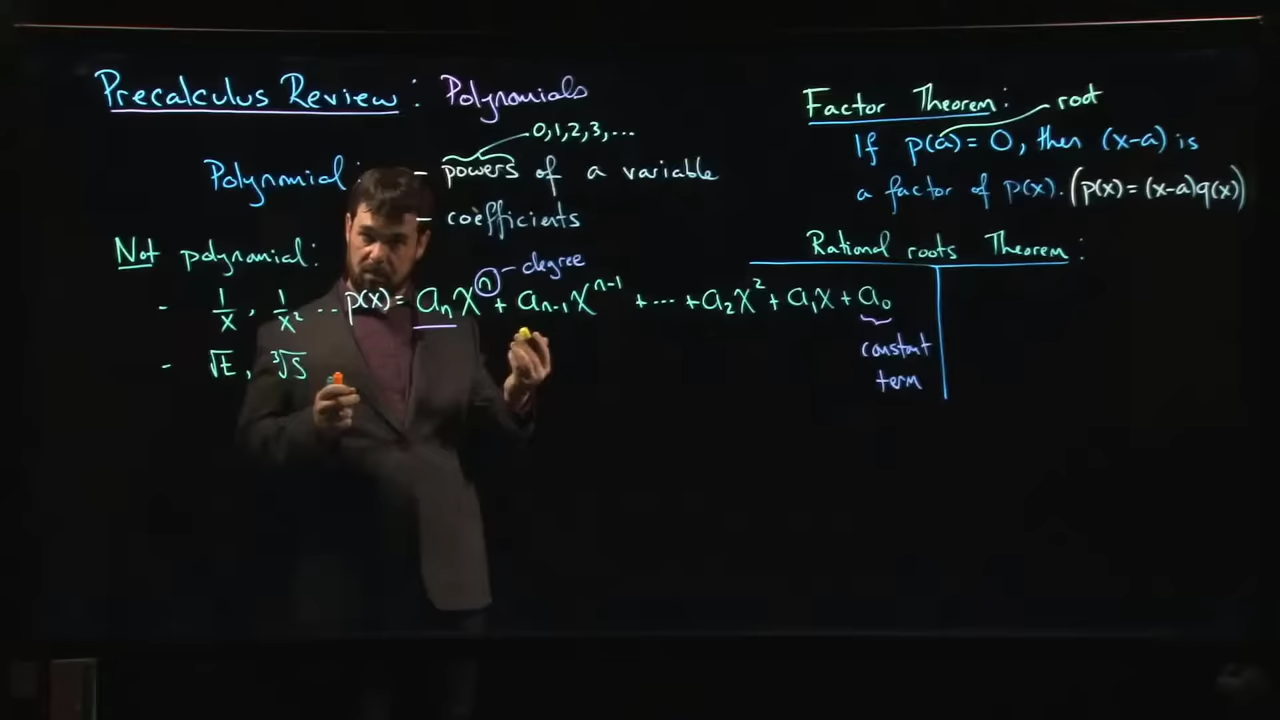 Precalculus Review: Polynomials
0,1,2,3,...
Polynomial: - powers of a variable
- coefficients
Not polynomial:
degree
- 1/x, 1/x² ... p(x) = aₙxⁿ + aₙ₋₁xⁿ⁻¹ + ... + a₂x² + a₁x + a₀
constant
term
- √t, ³√s
Factor Theorem: root
If p(a) = 0, then (x-a) is
a factor of p(x). (p(x) = (x-a)q(x))
Rational roots Theorem: